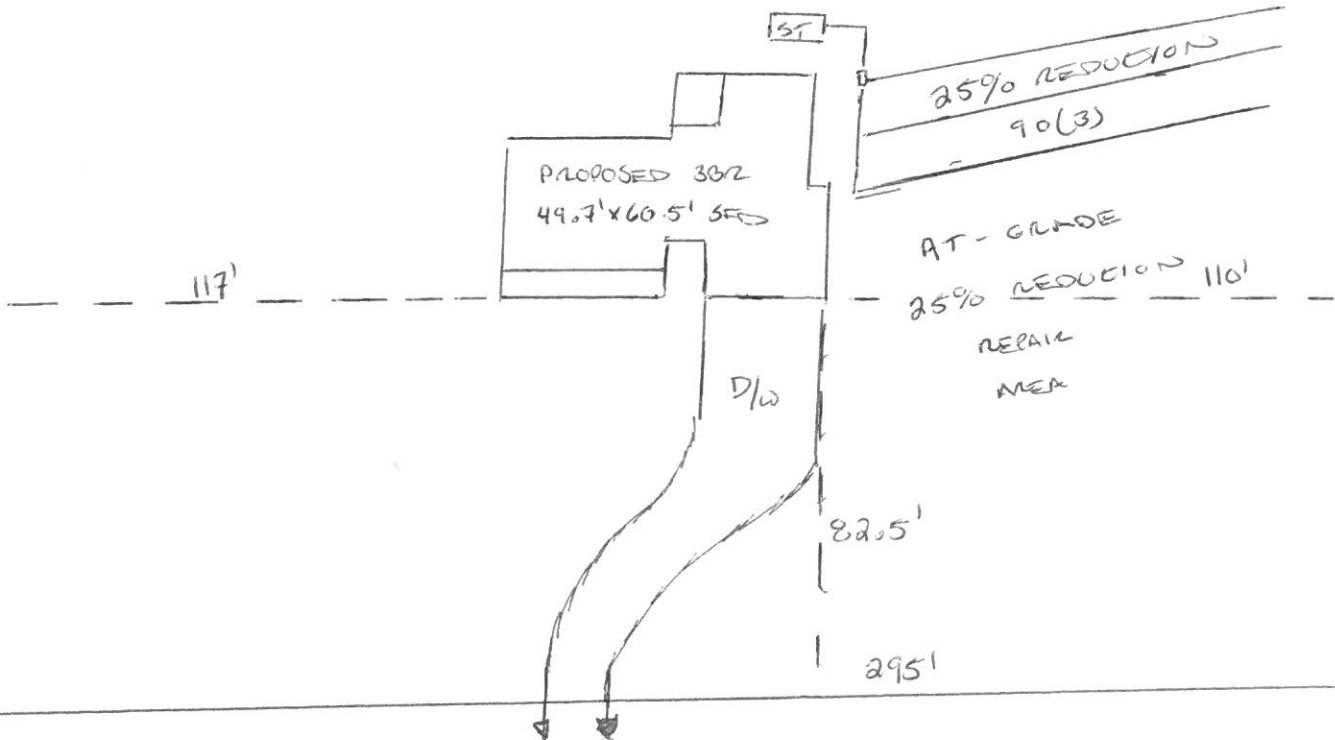 ST
25% REDUCTION
90(3)
PROPOSED 3BR
49.7'x60.5' SFD
AT-GRADE
25% REDUCTION
REPAIR
AREA
117'
110'
D/W
82.5'
295'